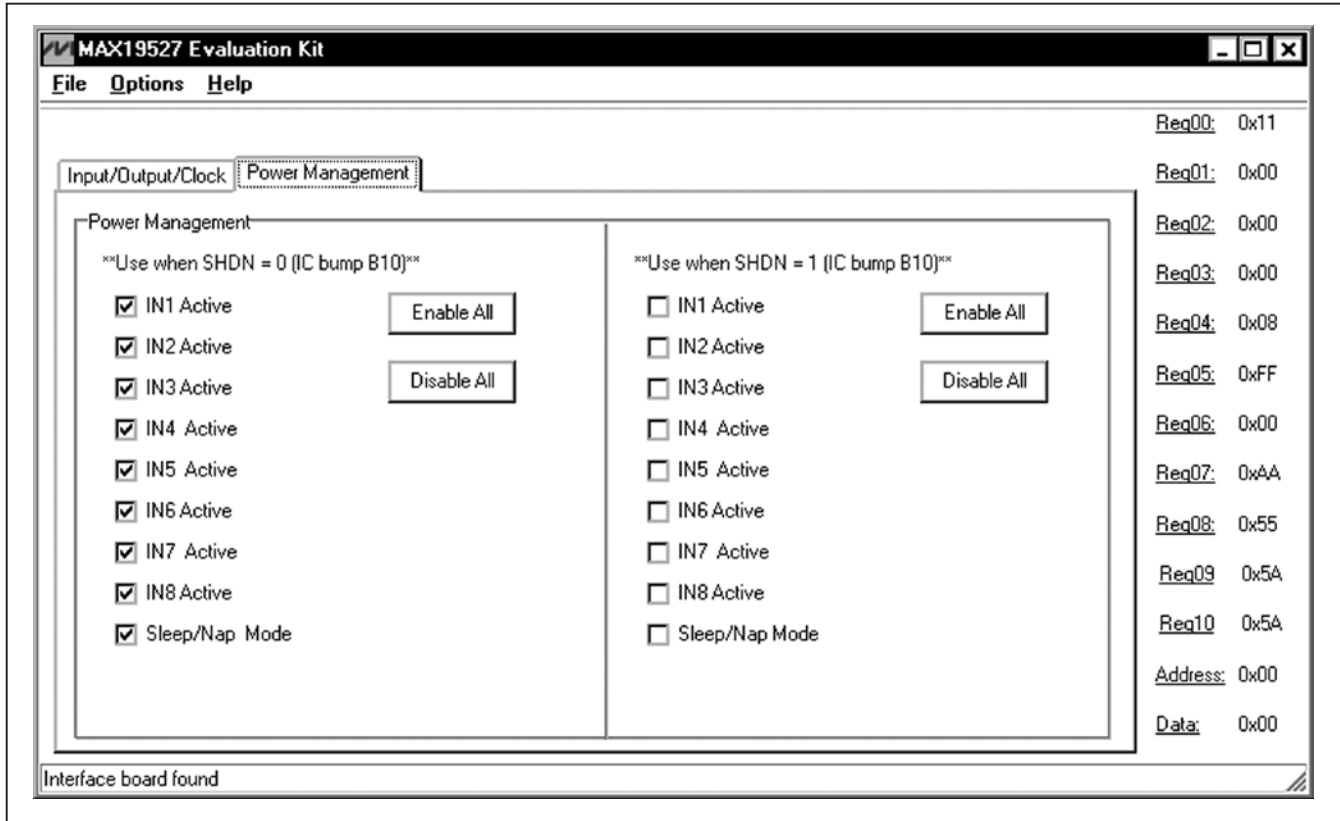 MAX19527 Evaluation Kit
File Options Help
Input/Output/Clock Power Management
Power Management
**Use when SHDN = 0 (IC bump B10)**
IN1 Active
IN2 Active
IN3 Active
IN4 Active
IN5 Active
IN6 Active
IN7 Active
IN8 Active
Sleep/Nap Mode
Enable All
Disable All
**Use when SHDN = 1 (IC bump B10)**
IN1 Active
IN2 Active
IN3 Active
IN4 Active
IN5 Active
IN6 Active
IN7 Active
IN8 Active
Sleep/Nap Mode
Enable All
Disable All
Reg00: 0x11
Reg01: 0x00
Reg02: 0x00
Reg03: 0x00
Reg04: 0x08
Reg05: 0xFF
Reg06: 0x00
Reg07: 0xAA
Reg08: 0x55
Reg09 0x5A
Reg10 0x5A
Address: 0x00
Data: 0x00
Interface board found